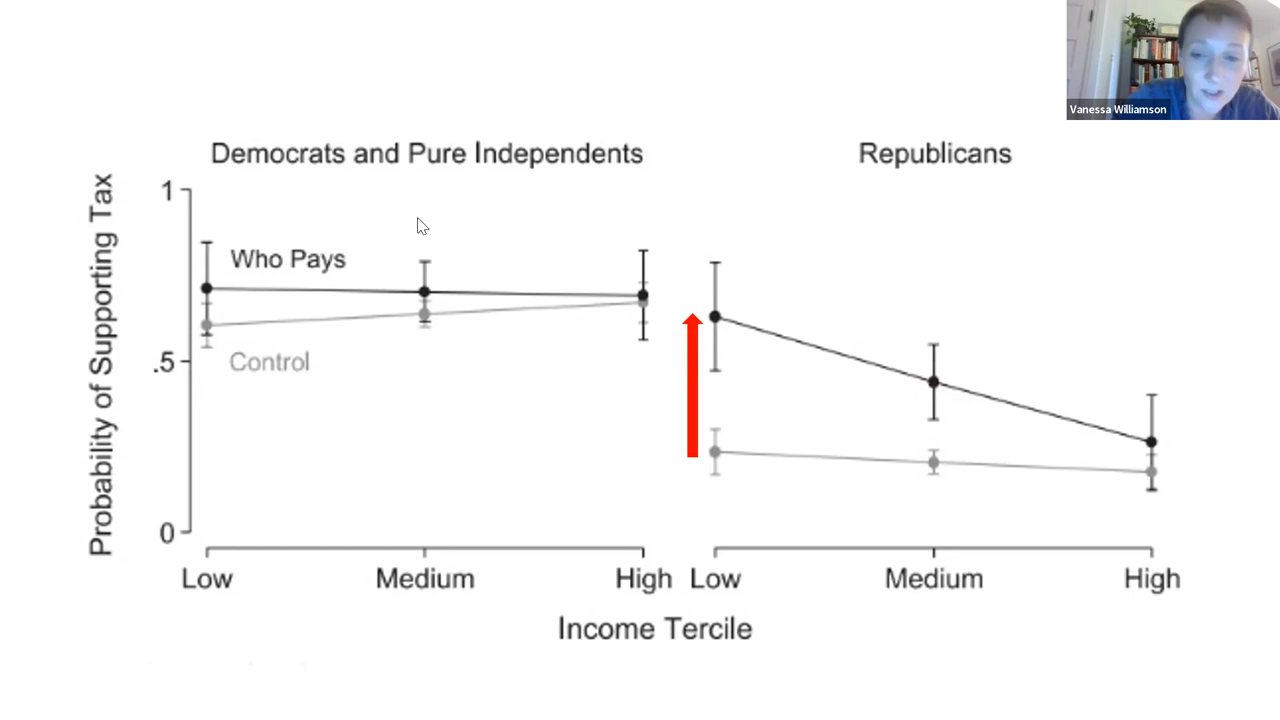 Vanessa Williamson
Democrats and Pure Independents
Republicans
Probability of Supporting Tax
1
.5
0
Who Pays
Control
Low
Medium
High
Low
Medium
High
Income Tercile